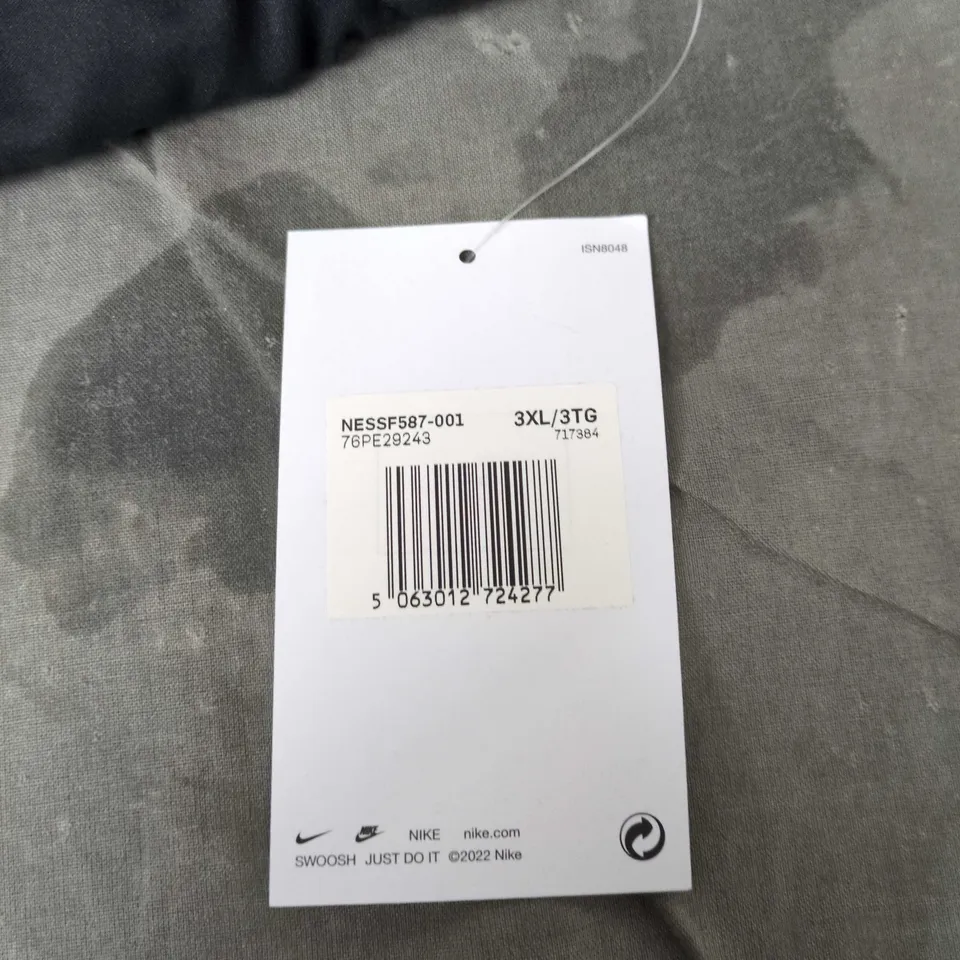 ISN8048
NESSF587-001 3XL/3TG
76PE29243 717384
5 063012 724277
NIKE NIKE nike.com
SWOOSH JUST DO IT ©2022 Nike